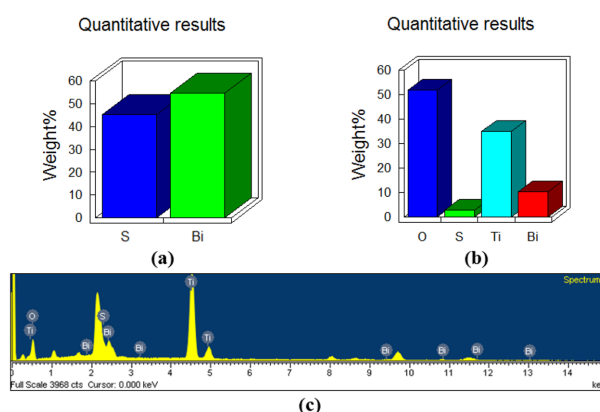 Quantitative results
Weight%
60
50
40
30
20
10
0
S Bi
(a)
Quantitative results
Weight%
60
50
40
30
20
10
0
O S Ti Bi
(b)
Spectrum
Ti
O
S
Ti
Bi
Bi
Bi
Ti
Bi
Bi
Bi
Bi
0 1 2 3 4 5 6 7 8 9 10 11 12 13 14
Full Scale 3968 cts Cursor: 0.000 keV
ke
(c)